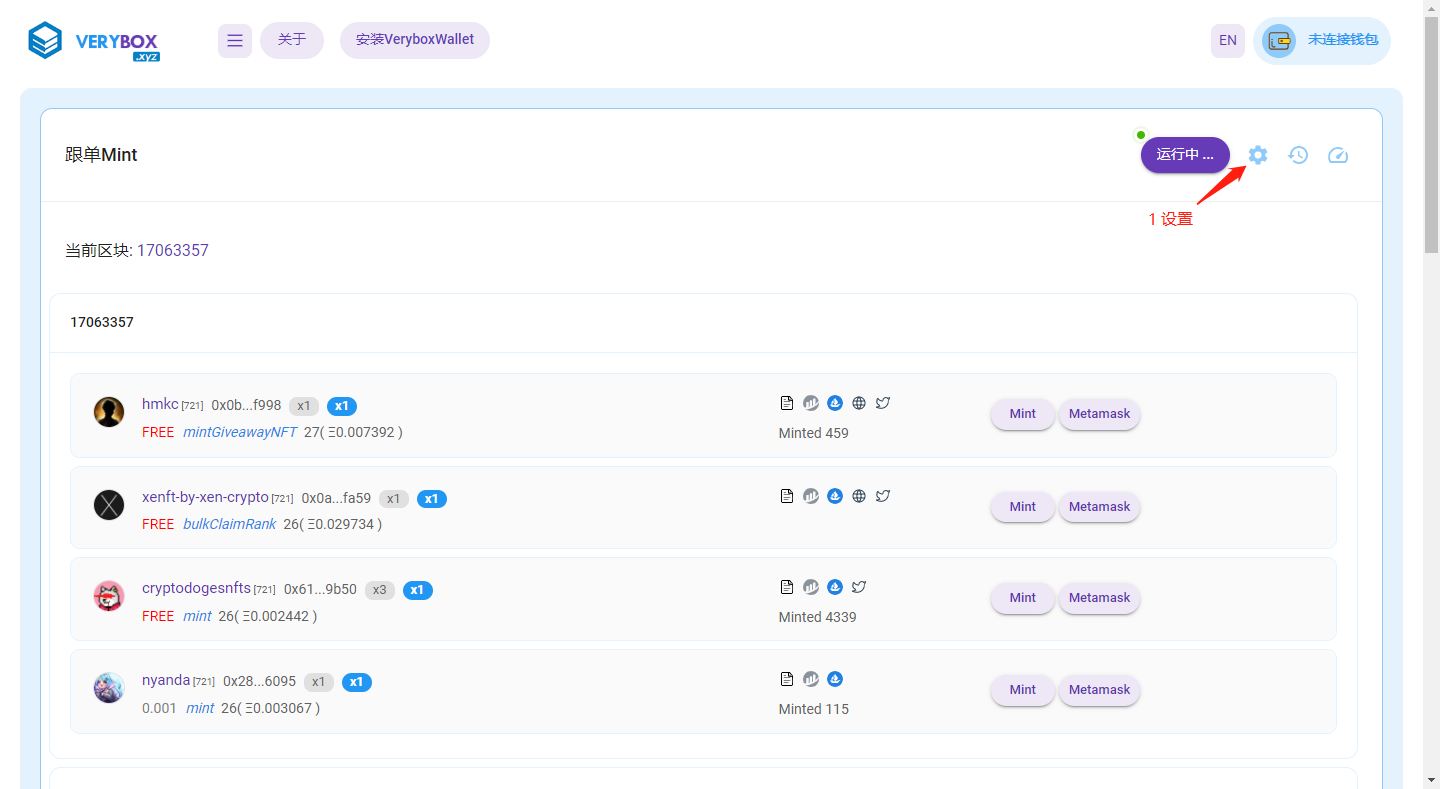 VERYBOX
.xyz
关于
安装VeryboxWallet
EN
未连接钱包
跟单Mint
运行中 ...
1 设置
当前区块: 17063357
17063357
hmkc [721] 0x0b...f998 x1 x1
FREE mintGiveawayNFT 27( Ξ0.007392 )
Minted 459
Mint
Metamask
xenft-by-xen-crypto [721] 0x0a...fa59 x1 x1
FREE bulkClaimRank 26( Ξ0.029734 )
Mint
Metamask
cryptodogesnfts [721] 0x61...9b50 x3 x1
FREE mint 26( Ξ0.002442 )
Minted 4339
Mint
Metamask
nyanda [721] 0x28...6095 x1 x1
0.001 mint 26( Ξ0.003067 )
Minted 115
Mint
Metamask